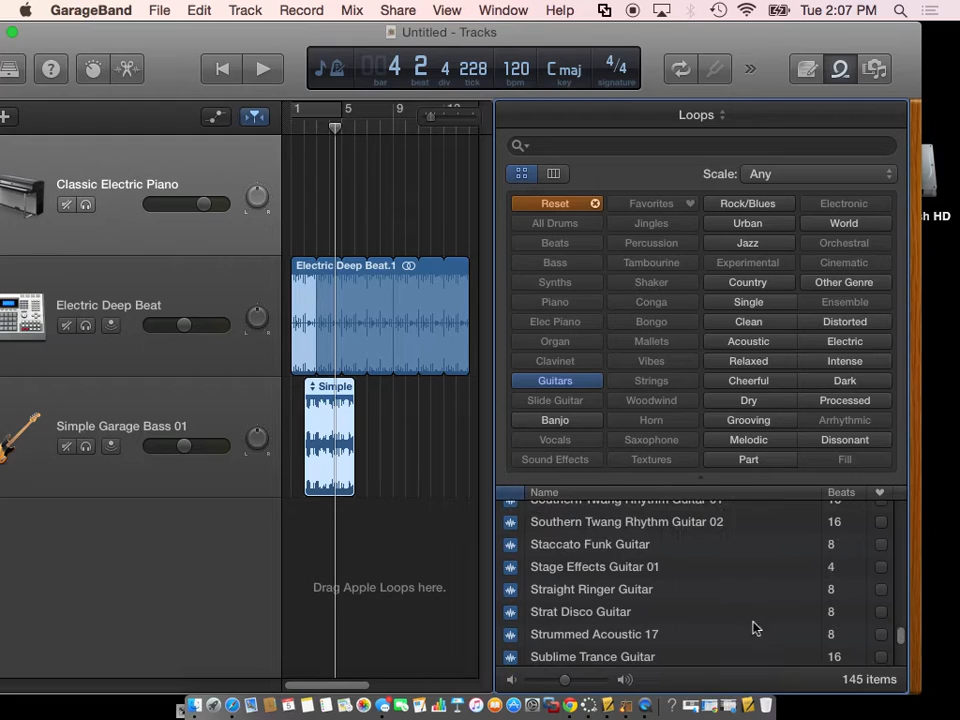 GarageBand File Edit Track Record Mix Share View Window Help Tue 2:07 PM
Untitled - Tracks
4 2 4 228 120 C maj 4/4
bar beat tick bpm key signature
1 5 9
Loops
Classic Electric Piano
L R
Electric Deep Beat
L R
Simple Garage Bass 01
L R
Electric Deep Beat.1
Simple
Drag Apple Loops here.
Scale: Any
Reset Favorites Rock/Blues Electronic
All Drums Jingles Urban World
Beats Percussion Jazz Orchestral
Bass Tambourine Experimental Cinematic
Synths Shaker Country Other Genre
Piano Conga Single Ensemble
Elec Piano Bongo Clean Distorted
Organ Mallets Acoustic Electric
Clavinet Vibes Relaxed Intense
Guitars Strings Cheerful Dark
Slide Guitar Woodwind Dry Processed
Banjo Horn Grooving Arrhythmic
Vocals Saxophone Melodic Dissonant
Sound Effects Textures Part Fill
Name Beats
Southern Twang Rhythm Guitar 01 16
Southern Twang Rhythm Guitar 02 16
Staccato Funk Guitar 8
Stage Effects Guitar 01 4
Straight Ringer Guitar 8
Strat Disco Guitar 8
Strummed Acoustic 17 8
Sublime Trance Guitar 16
145 items